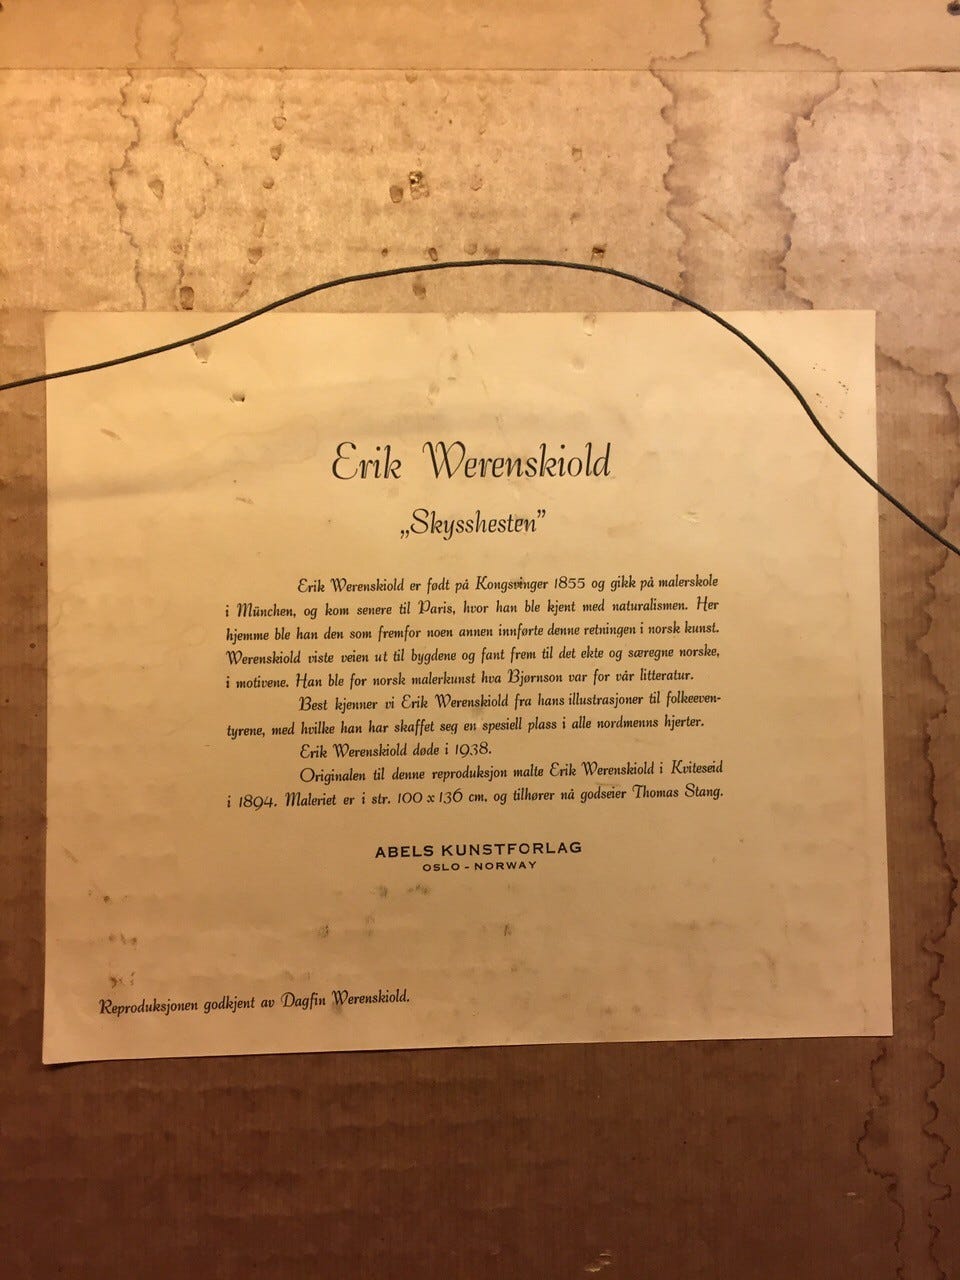 Erik Werenskiold
„Skysshesten”
Erik Werenskiold er født på Kongsvinger 1855 og gikk på malerskole
i München, og kom senere til Paris, hvor han ble kjent med naturalismen. Her
hjemme ble han den som fremfor noen annen innførte denne retningen i norsk kunst.
Werenskiold viste veien ut til bygdene og fant frem til det ekte og særegne norske,
i motivene. Han ble for norsk malerkunst hva Bjørnson var for vår litteratur.
Best kjenner vi Erik Werenskiold fra hans illustrasjoner til folkeeven-
tyrene, med hvilke han har skaffet seg en spesiell plass i alle nordmenns hjerter.
Erik Werenskiold døde i 1938.
Originalen til denne reproduksjon malte Erik Werenskiold i Kviteseid
i 1894. Maleriet er i str. 100 x 136 cm. og tilhører nå godseier Thomas Stang.
ABELS KUNSTFORLAG
OSLO - NORWAY
Reproduksjonen godkjent av Dagfin Werenskiold.